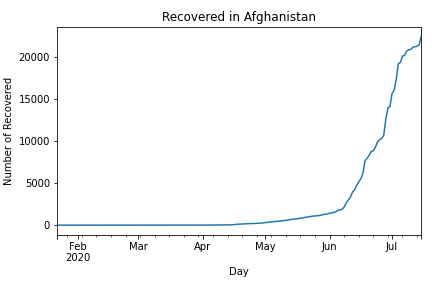 Recovered in Afghanistan
Number of Recovered
20000
15000
10000
5000
0
Feb Mar Apr May Jun Jul
2020
Day